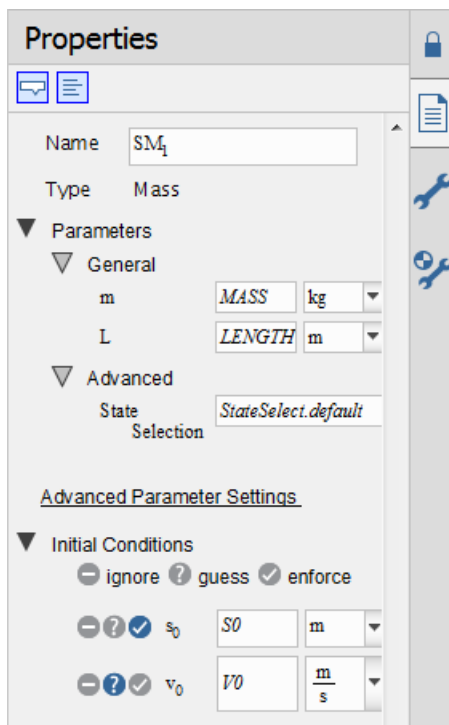 Properties
Name SM₁
Type Mass
Parameters
General
m MASS kg
L LENGTH m
Advanced
State Selection StateSelect.default
Advanced Parameter Settings
Initial Conditions
ignore ? guess enforce
? s₀ S0 m
? v₀ V0 m/s